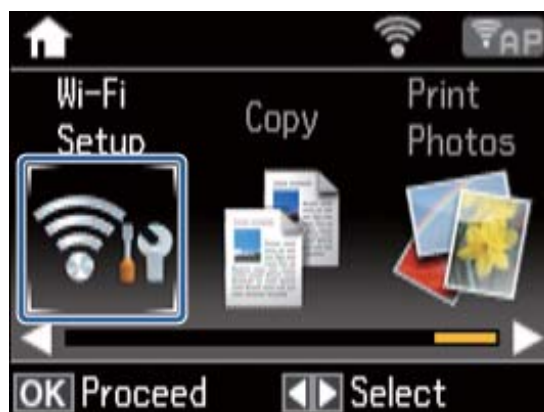 AP
Wi-Fi Setup
Copy
Print Photos
OK Proceed
Select